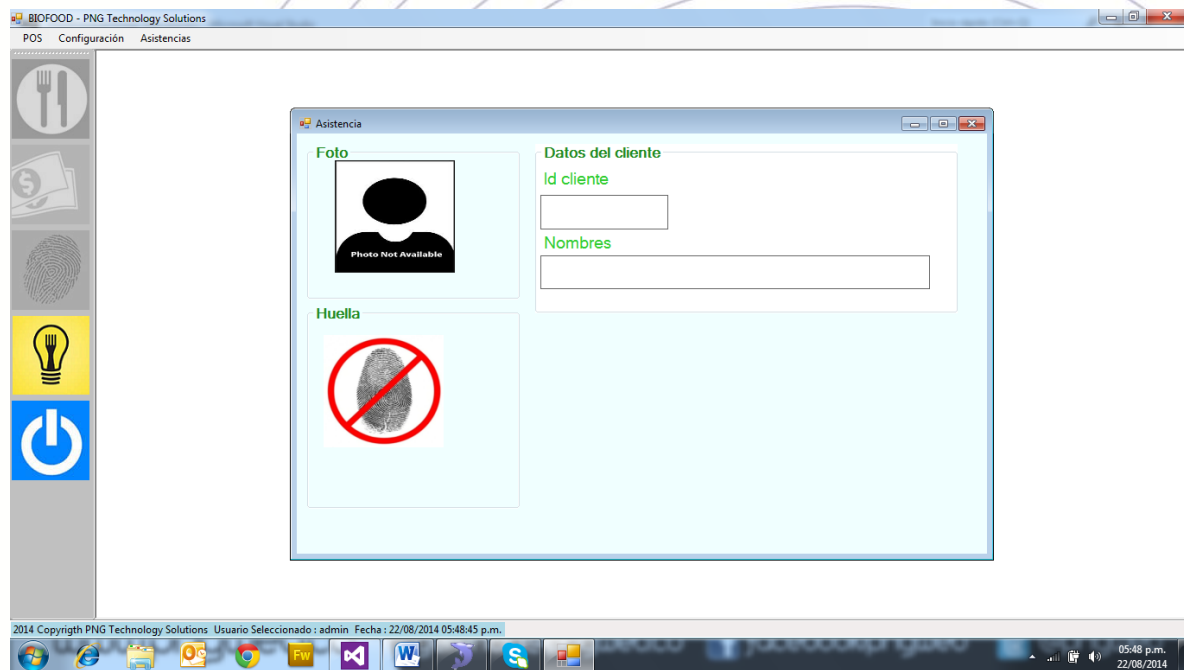 BIOFOOD - PNG Technology Solutions
POS Configuración Asistencias
Asistencia
Foto
Photo Not Available
Datos del cliente
Id cliente
Nombres
Huella
2014 Copyrigth PNG Technology Solutions Usuario Seleccionado : admin Fecha : 22/08/2014 05:48:45 p.m.
Fw
05:48 p.m.
22/08/2014